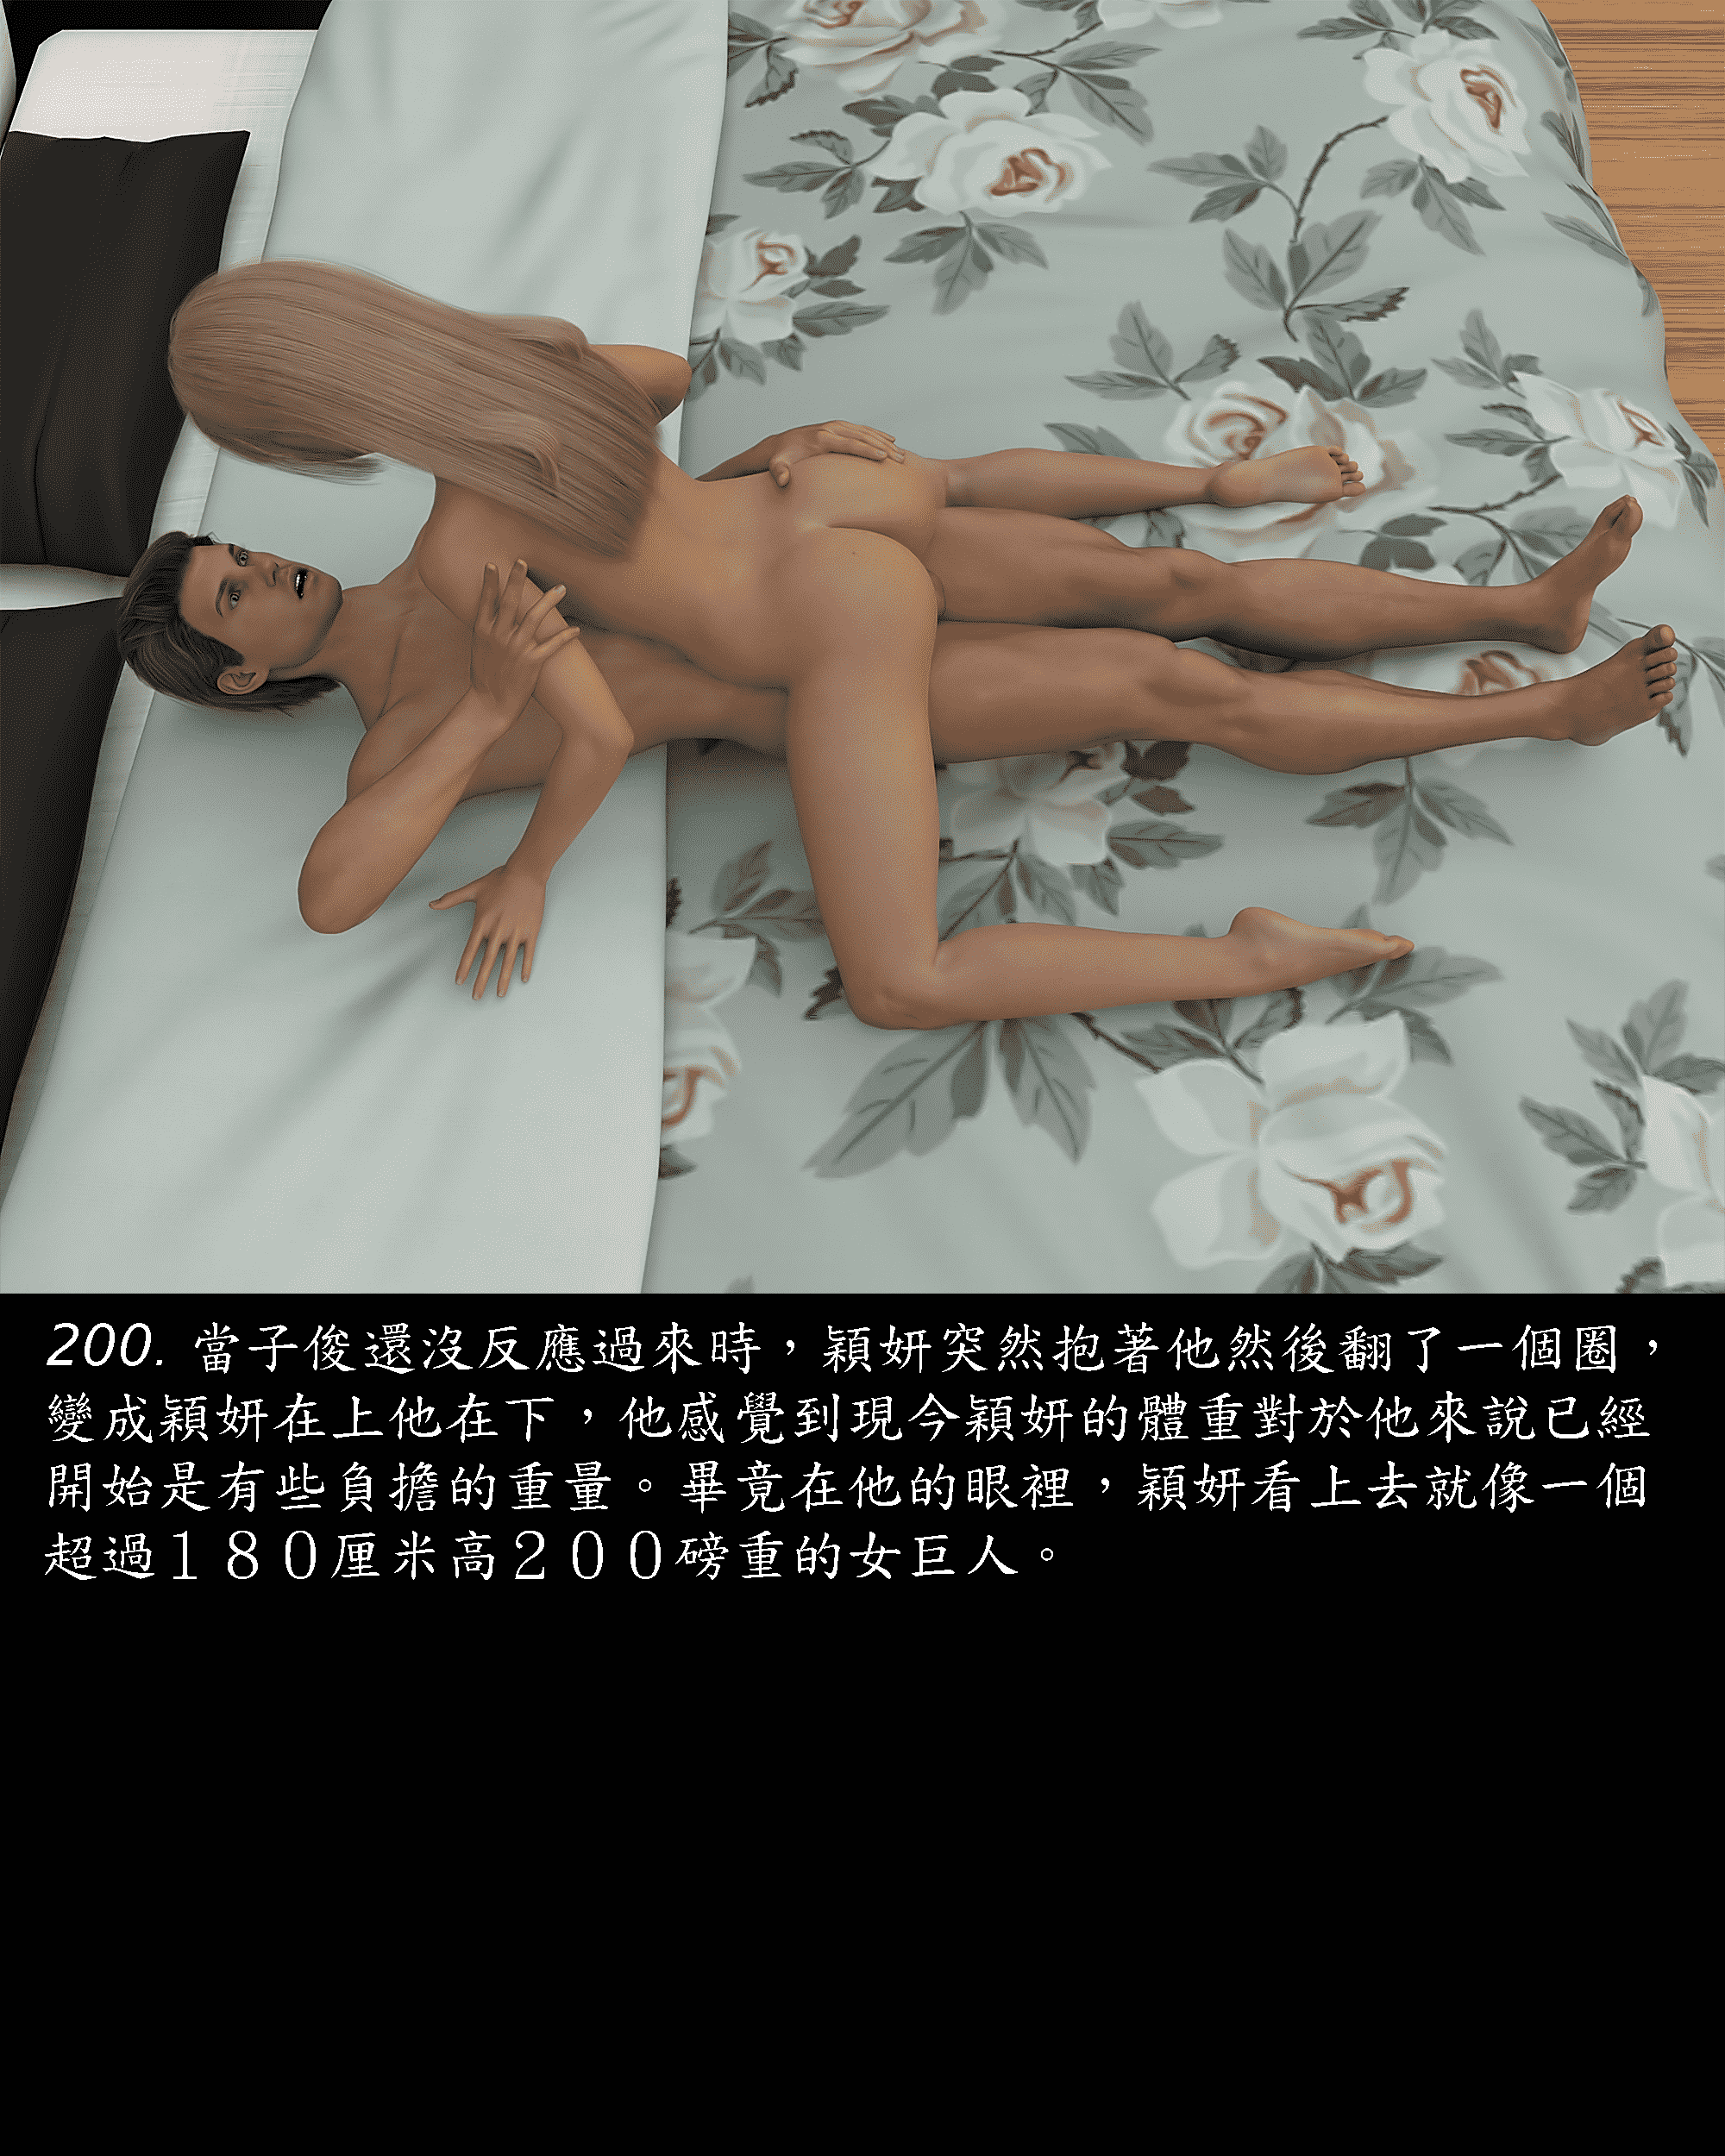 200. 當子俊還沒反應過來時，穎妍突然抱著他然後翻了一個圈，
變成穎妍在上他在下，他感覺到現今穎妍的體重對於他來說已經
開始是有些負擔的重量。畢竟在他的眼裡，穎妍看上去就像一個
超過１８０厘米高２００磅重的女巨人。